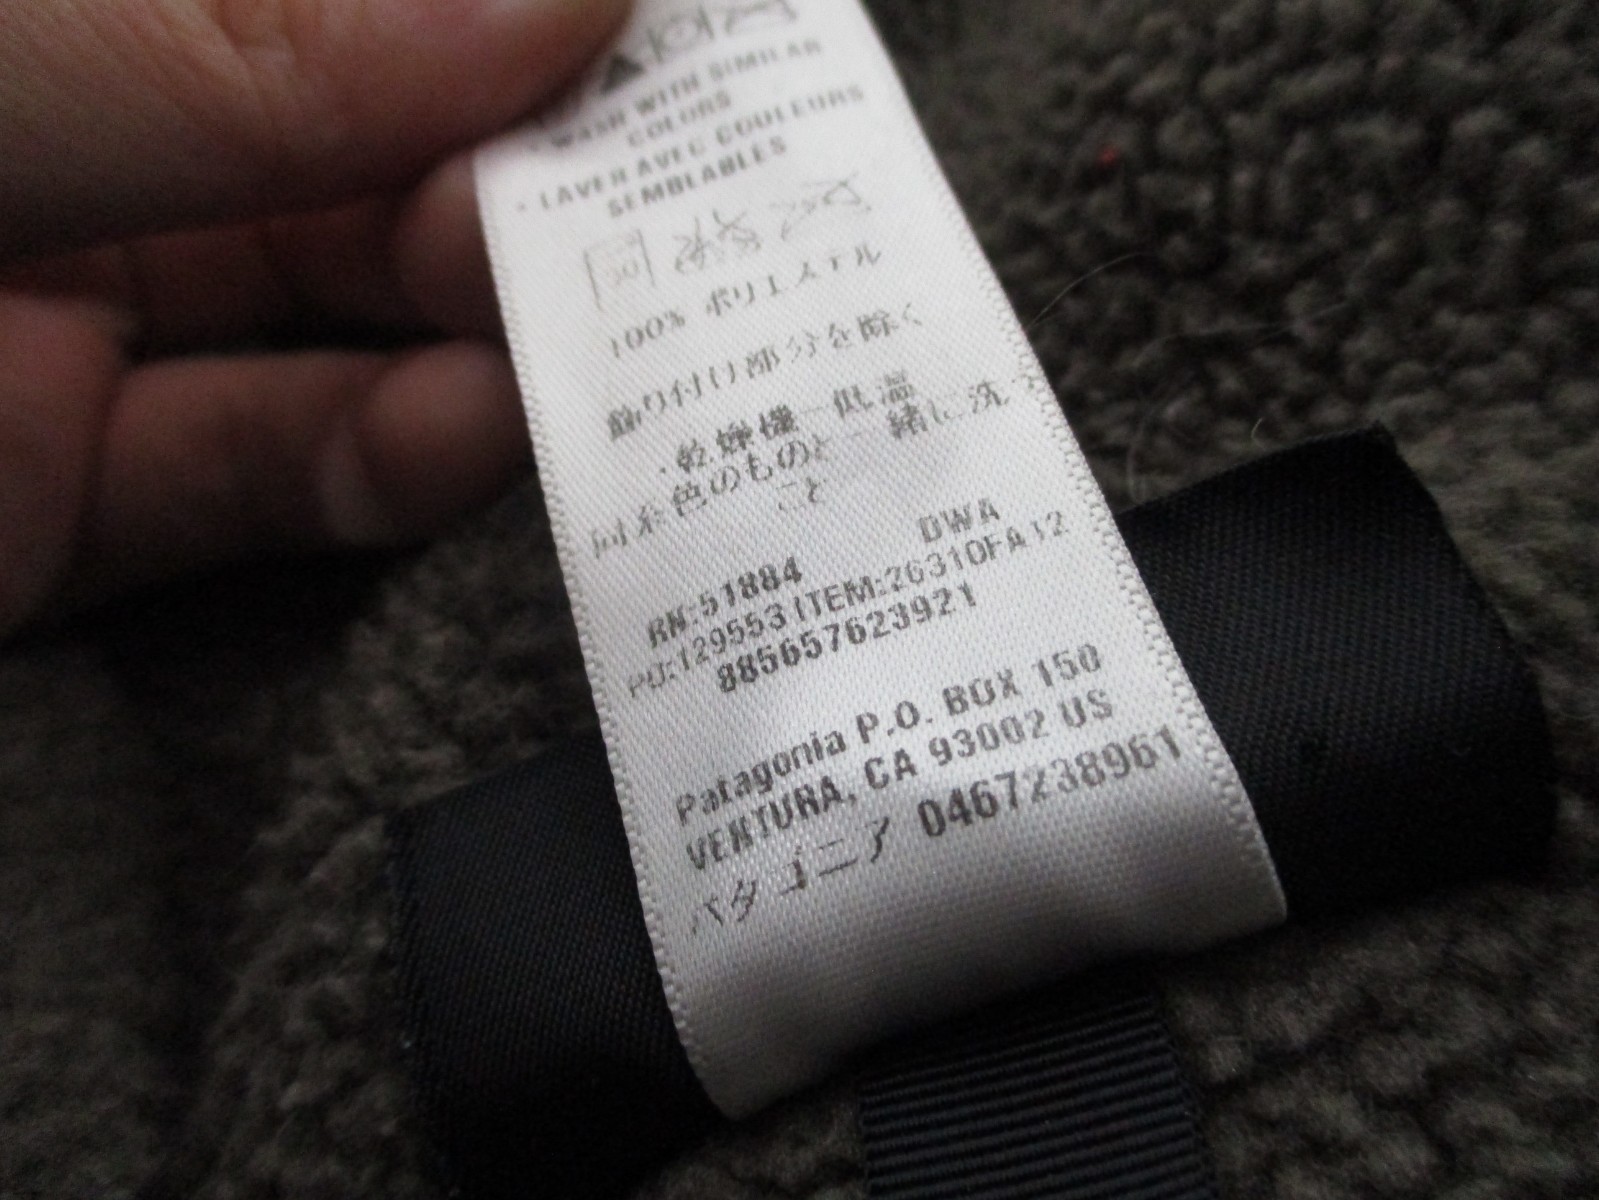 • WASH WITH SIMILAR
COLORS
• LAVER AVEC COULEURS
SEMBLABLES
30
100% ポリエステル
飾り付け部分を除く
・乾燥機－低温
同系色のものと一緒に洗う
こと
DWA
RN:51884
PO:129553 ITEM:26310FA12
885657623921
Patagonia P.O. BOX 150
VENTURA, CA 93002 US
パタゴニア 0467238961